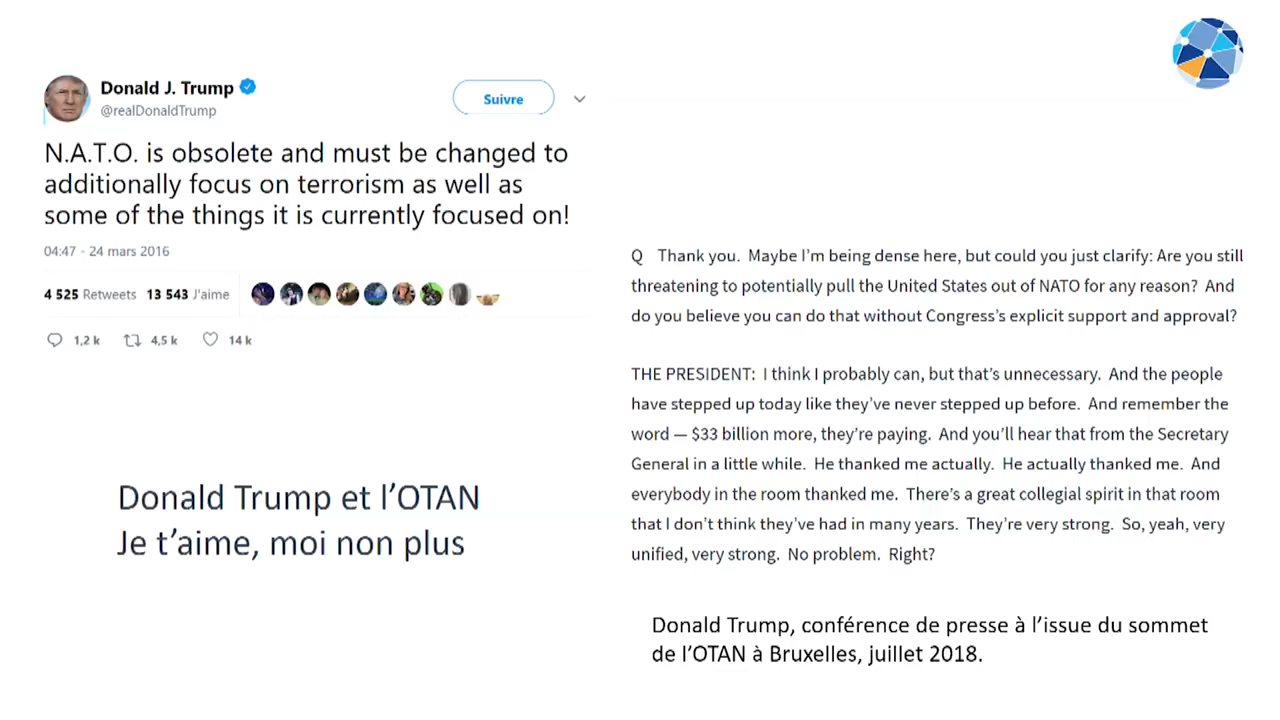 Donald J. Trump
@realDonaldTrump
Suivre
N.A.T.O. is obsolete and must be changed to
additionally focus on terrorism as well as
some of the things it is currently focused on!
04:47 - 24 mars 2016
4 525 Retweets 13 543 J'aime
1,2 k 4,5 k 14 k
Donald Trump et l’OTAN
Je t’aime, moi non plus
Q Thank you. Maybe I’m being dense here, but could you just clarify: Are you still
threatening to potentially pull the United States out of NATO for any reason? And
do you believe you can do that without Congress’s explicit support and approval?
THE PRESIDENT: I think I probably can, but that’s unnecessary. And the people
have stepped up today like they’ve never stepped up before. And remember the
word — $33 billion more, they’re paying. And you’ll hear that from the Secretary
General in a little while. He thanked me actually. He actually thanked me. And
everybody in the room thanked me. There’s a great collegial spirit in that room
that I don’t think they’ve had in many years. They’re very strong. So, yeah, very
unified, very strong. No problem. Right?
Donald Trump, conférence de presse à l’issue du sommet
de l’OTAN à Bruxelles, juillet 2018.